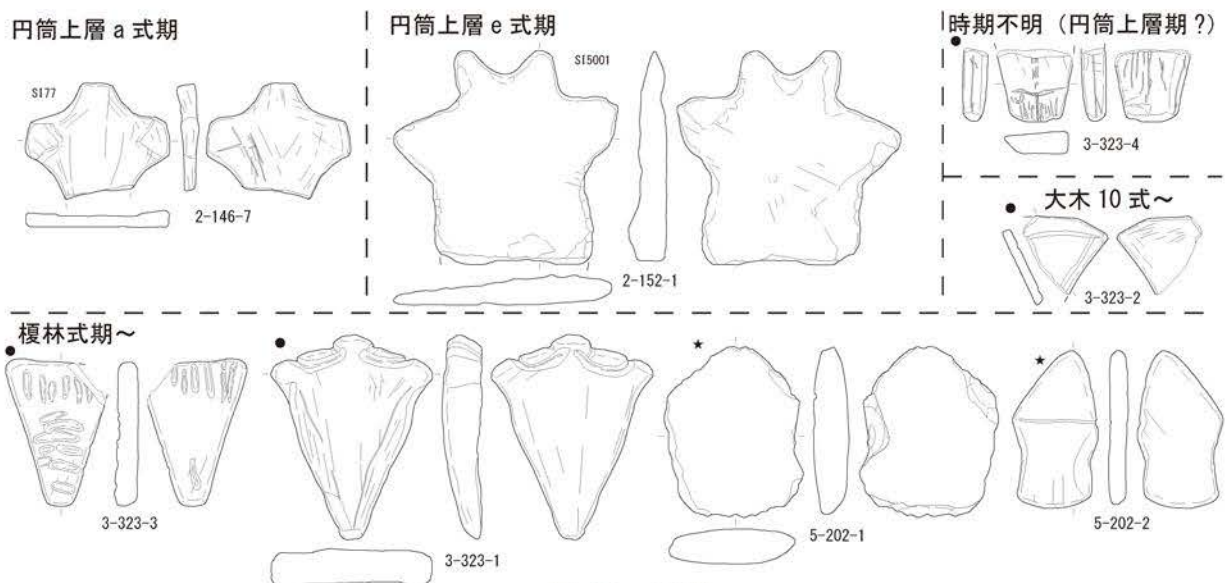 円筒上層 a 式期
SI77
2-146-7
円筒上層 e 式期
SI5001
2-152-1
時期不明（円筒上層期？）
3-323-4
大木 10 式～
3-323-2
榎林式期～
3-323-3
3-323-1
5-202-1
5-202-2